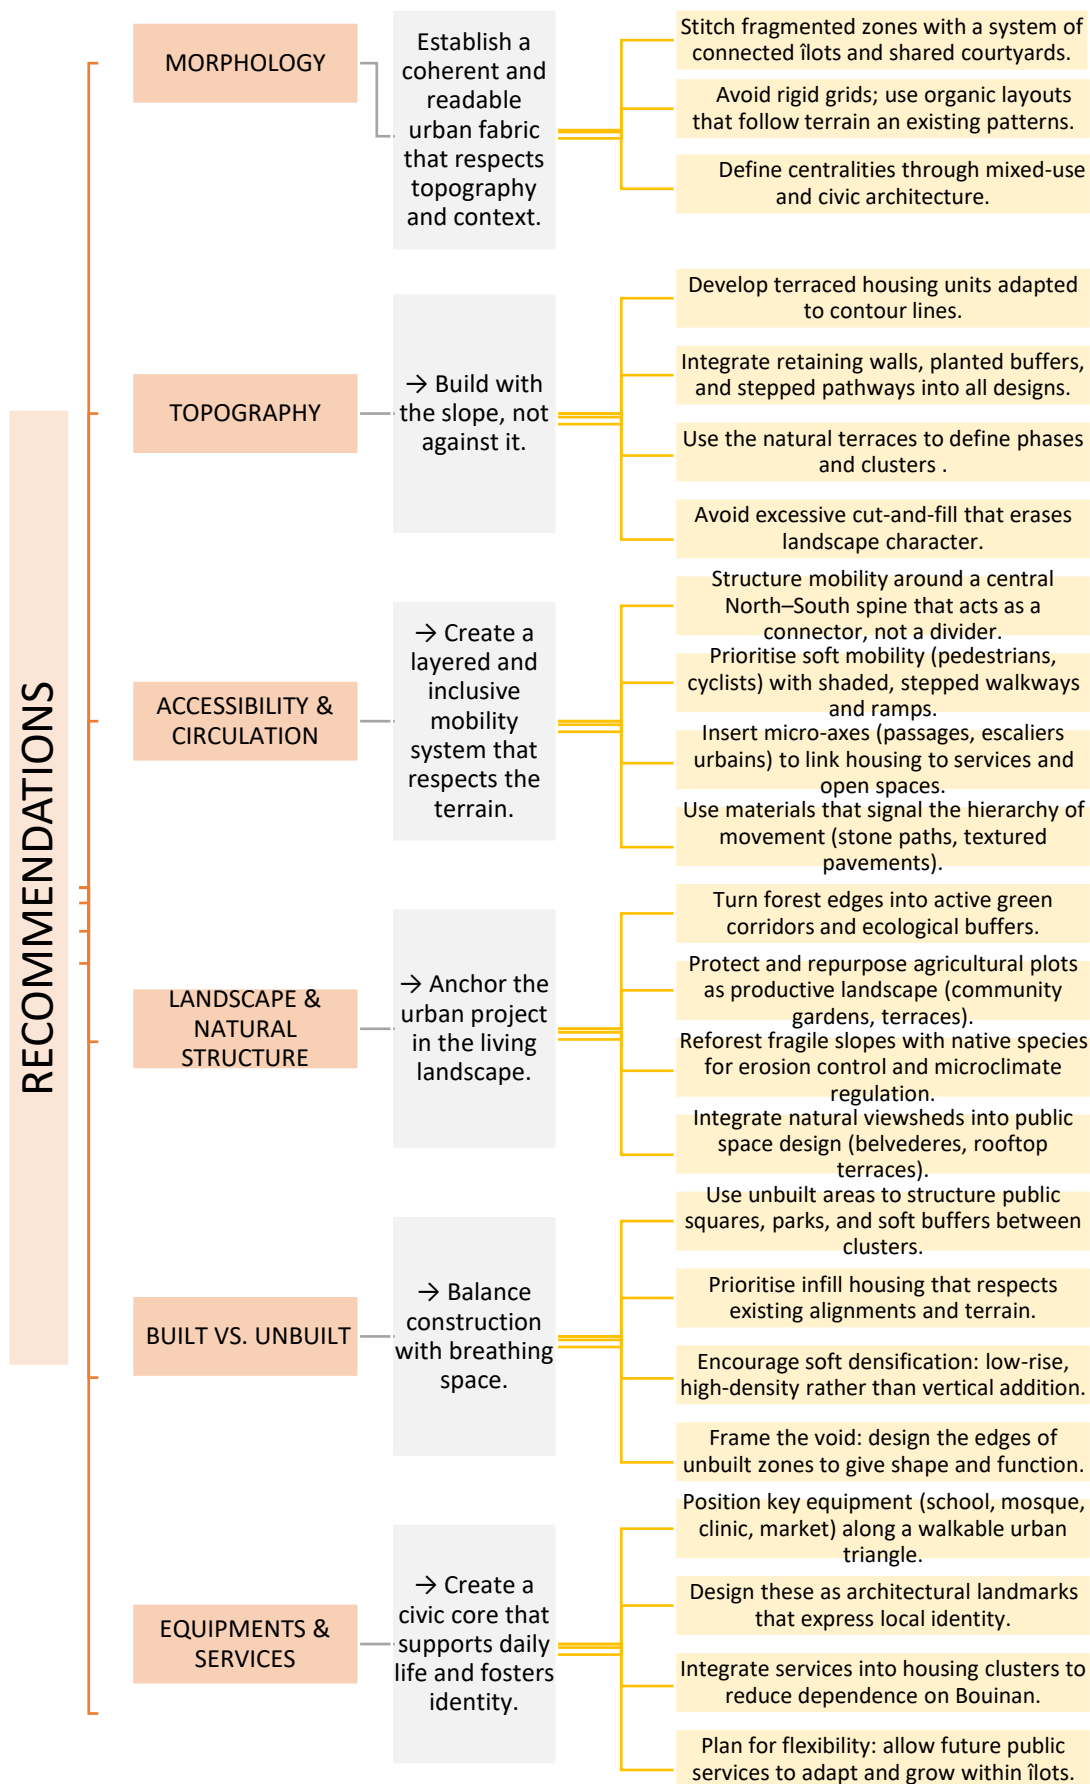 RECOMMENDATIONS
MORPHOLOGY
Establish a
coherent and
readable
urban fabric
that respects
topography
and context.
Stitch fragmented zones with a system of
connected îlots and shared courtyards.
Avoid rigid grids; use organic layouts
that follow terrain an existing patterns.
Define centralities through mixed-use
and civic architecture.
TOPOGRAPHY
→ Build with
the slope, not
against it.
Develop terraced housing units adapted
to contour lines.
Integrate retaining walls, planted buffers,
and stepped pathways into all designs.
Use the natural terraces to define phases
and clusters .
Avoid excessive cut-and-fill that erases
landscape character.
ACCESSIBILITY &
CIRCULATION
→ Create a
layered and
inclusive
mobility
system that
respects the
terrain.
Structure mobility around a central
North–South spine that acts as a
connector, not a divider.
Prioritise soft mobility (pedestrians,
cyclists) with shaded, stepped walkways
and ramps.
Insert micro-axes (passages, escaliers
urbains) to link housing to services and
open spaces.
Use materials that signal the hierarchy of
movement (stone paths, textured
pavements).
LANDSCAPE &
NATURAL
STRUCTURE
→ Anchor the
urban project
in the living
landscape.
Turn forest edges into active green
corridors and ecological buffers.
Protect and repurpose agricultural plots
as productive landscape (community
gardens, terraces).
Reforest fragile slopes with native species
for erosion control and microclimate
regulation.
Integrate natural viewsheds into public
space design (belvederes, rooftop
terraces).
BUILT VS. UNBUILT
→ Balance
construction
with breathing
space.
Use unbuilt areas to structure public
squares, parks, and soft buffers between
clusters.
Prioritise infill housing that respects
existing alignments and terrain.
Encourage soft densification: low-rise,
high-density rather than vertical addition.
Frame the void: design the edges of
unbuilt zones to give shape and function.
EQUIPMENTS &
SERVICES
→ Create a
civic core that
supports daily
life and fosters
identity.
Position key equipment (school, mosque,
clinic, market) along a walkable urban
triangle.
Design these as architectural landmarks
that express local identity.
Integrate services into housing clusters to
reduce dependence on Bouinan.
Plan for flexibility: allow future public
services to adapt and grow within îlots.